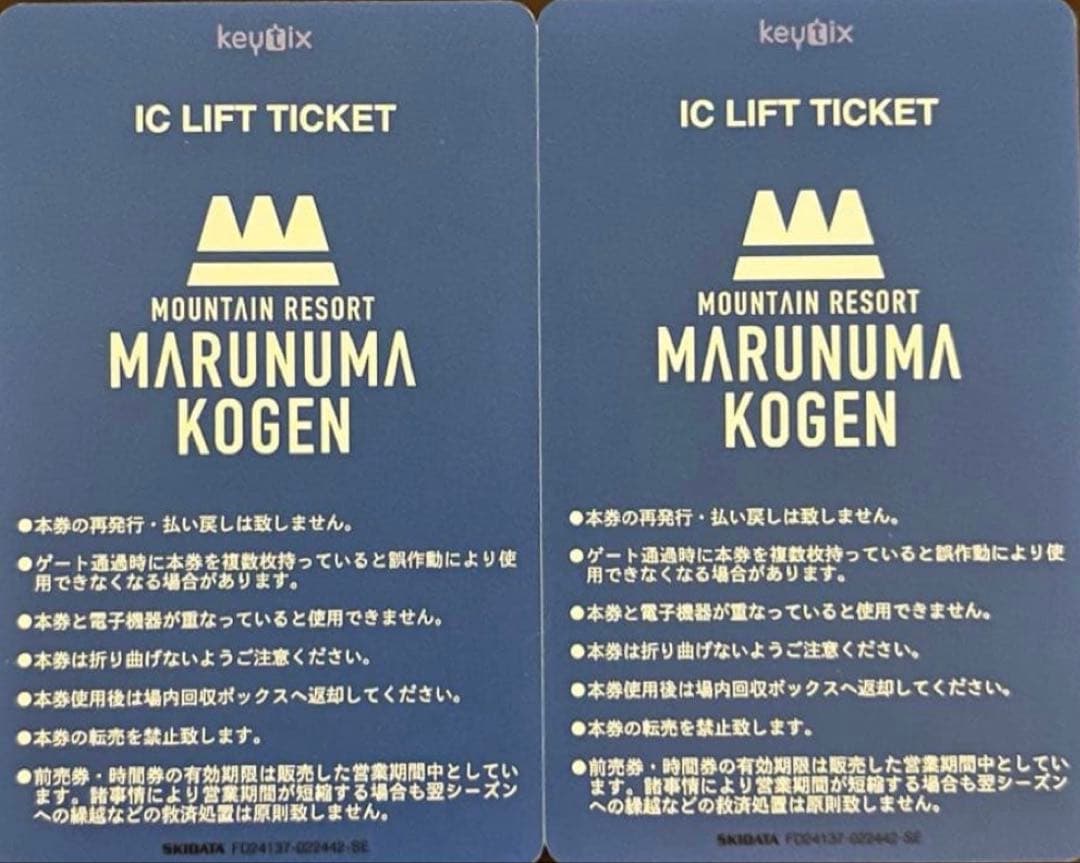 keytix
IC LIFT TICKET
MOUNTAIN RESORT
MARUNUMA
KOGEN
●本券の再発行・払い戻しは致しません。
●ゲート通過時に本券を複数枚持っていると誤作動により使
用できなくなる場合があります。
●本券と電子機器が重なっていると使用できません。
●本券は折り曲げないようご注意ください。
●本券使用後は場内回収ボックスへ返却してください。
●本券の転売を禁止致します。
●前売券・時間券の有効期限は販売した営業期間中としてい
ます。諸事情により営業期間が短縮する場合も翌シーズン
への繰越などの救済処置は原則致しません。
SKIDATA FD24137-022442-SE
keytix
IC LIFT TICKET
MOUNTAIN RESORT
MARUNUMA
KOGEN
●本券の再発行・払い戻しは致しません。
●ゲート通過時に本券を複数枚持っていると誤作動により使
用できなくなる場合があります。
●本券と電子機器が重なっていると使用できません。
●本券は折り曲げないようご注意ください。
●本券使用後は場内回収ボックスへ返却してください。
●本券の転売を禁止致します。
●前売券・時間券の有効期限は販売した営業期間中としてい
ます。諸事情により営業期間が短縮する場合も翌シーズン
への繰越などの救済処置は原則致しません。
SKIDATA FD24137-022442-SE